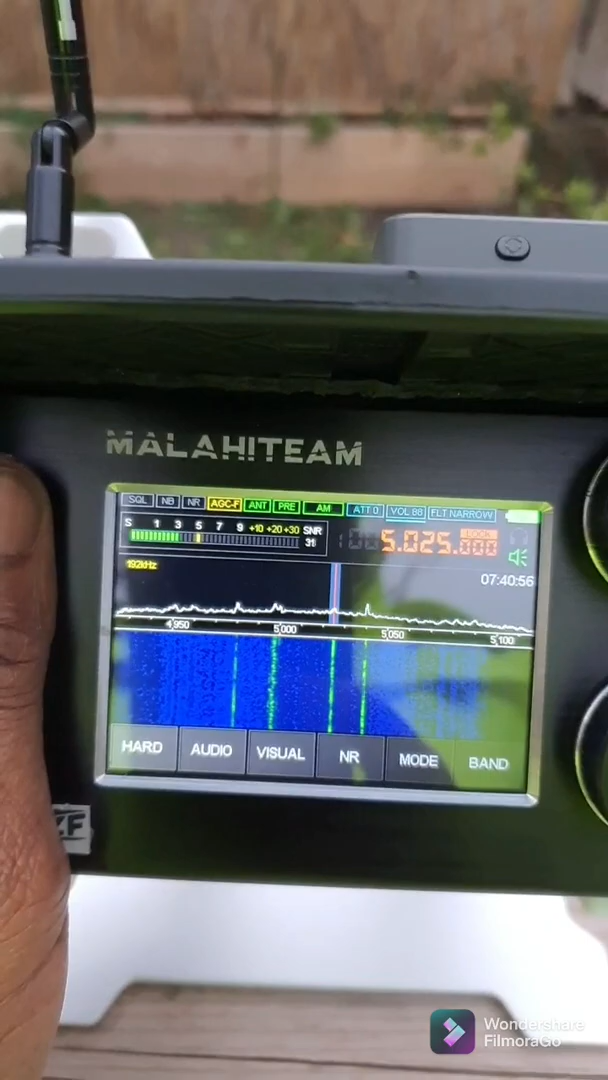 MALAHITEAM
SQL NB NR AGC-F ANT PRE AM ATT 0 VOL 88 FLT NARROW
S 1 3 5 7 9 +10 +20 +30 SNR
31
5.025.000
LOCK
192kHz
07:40:56
4,950 5,000 5,050 5,100
HARD AUDIO VISUAL NR MODE BAND
Wondershare
FilmoraGo